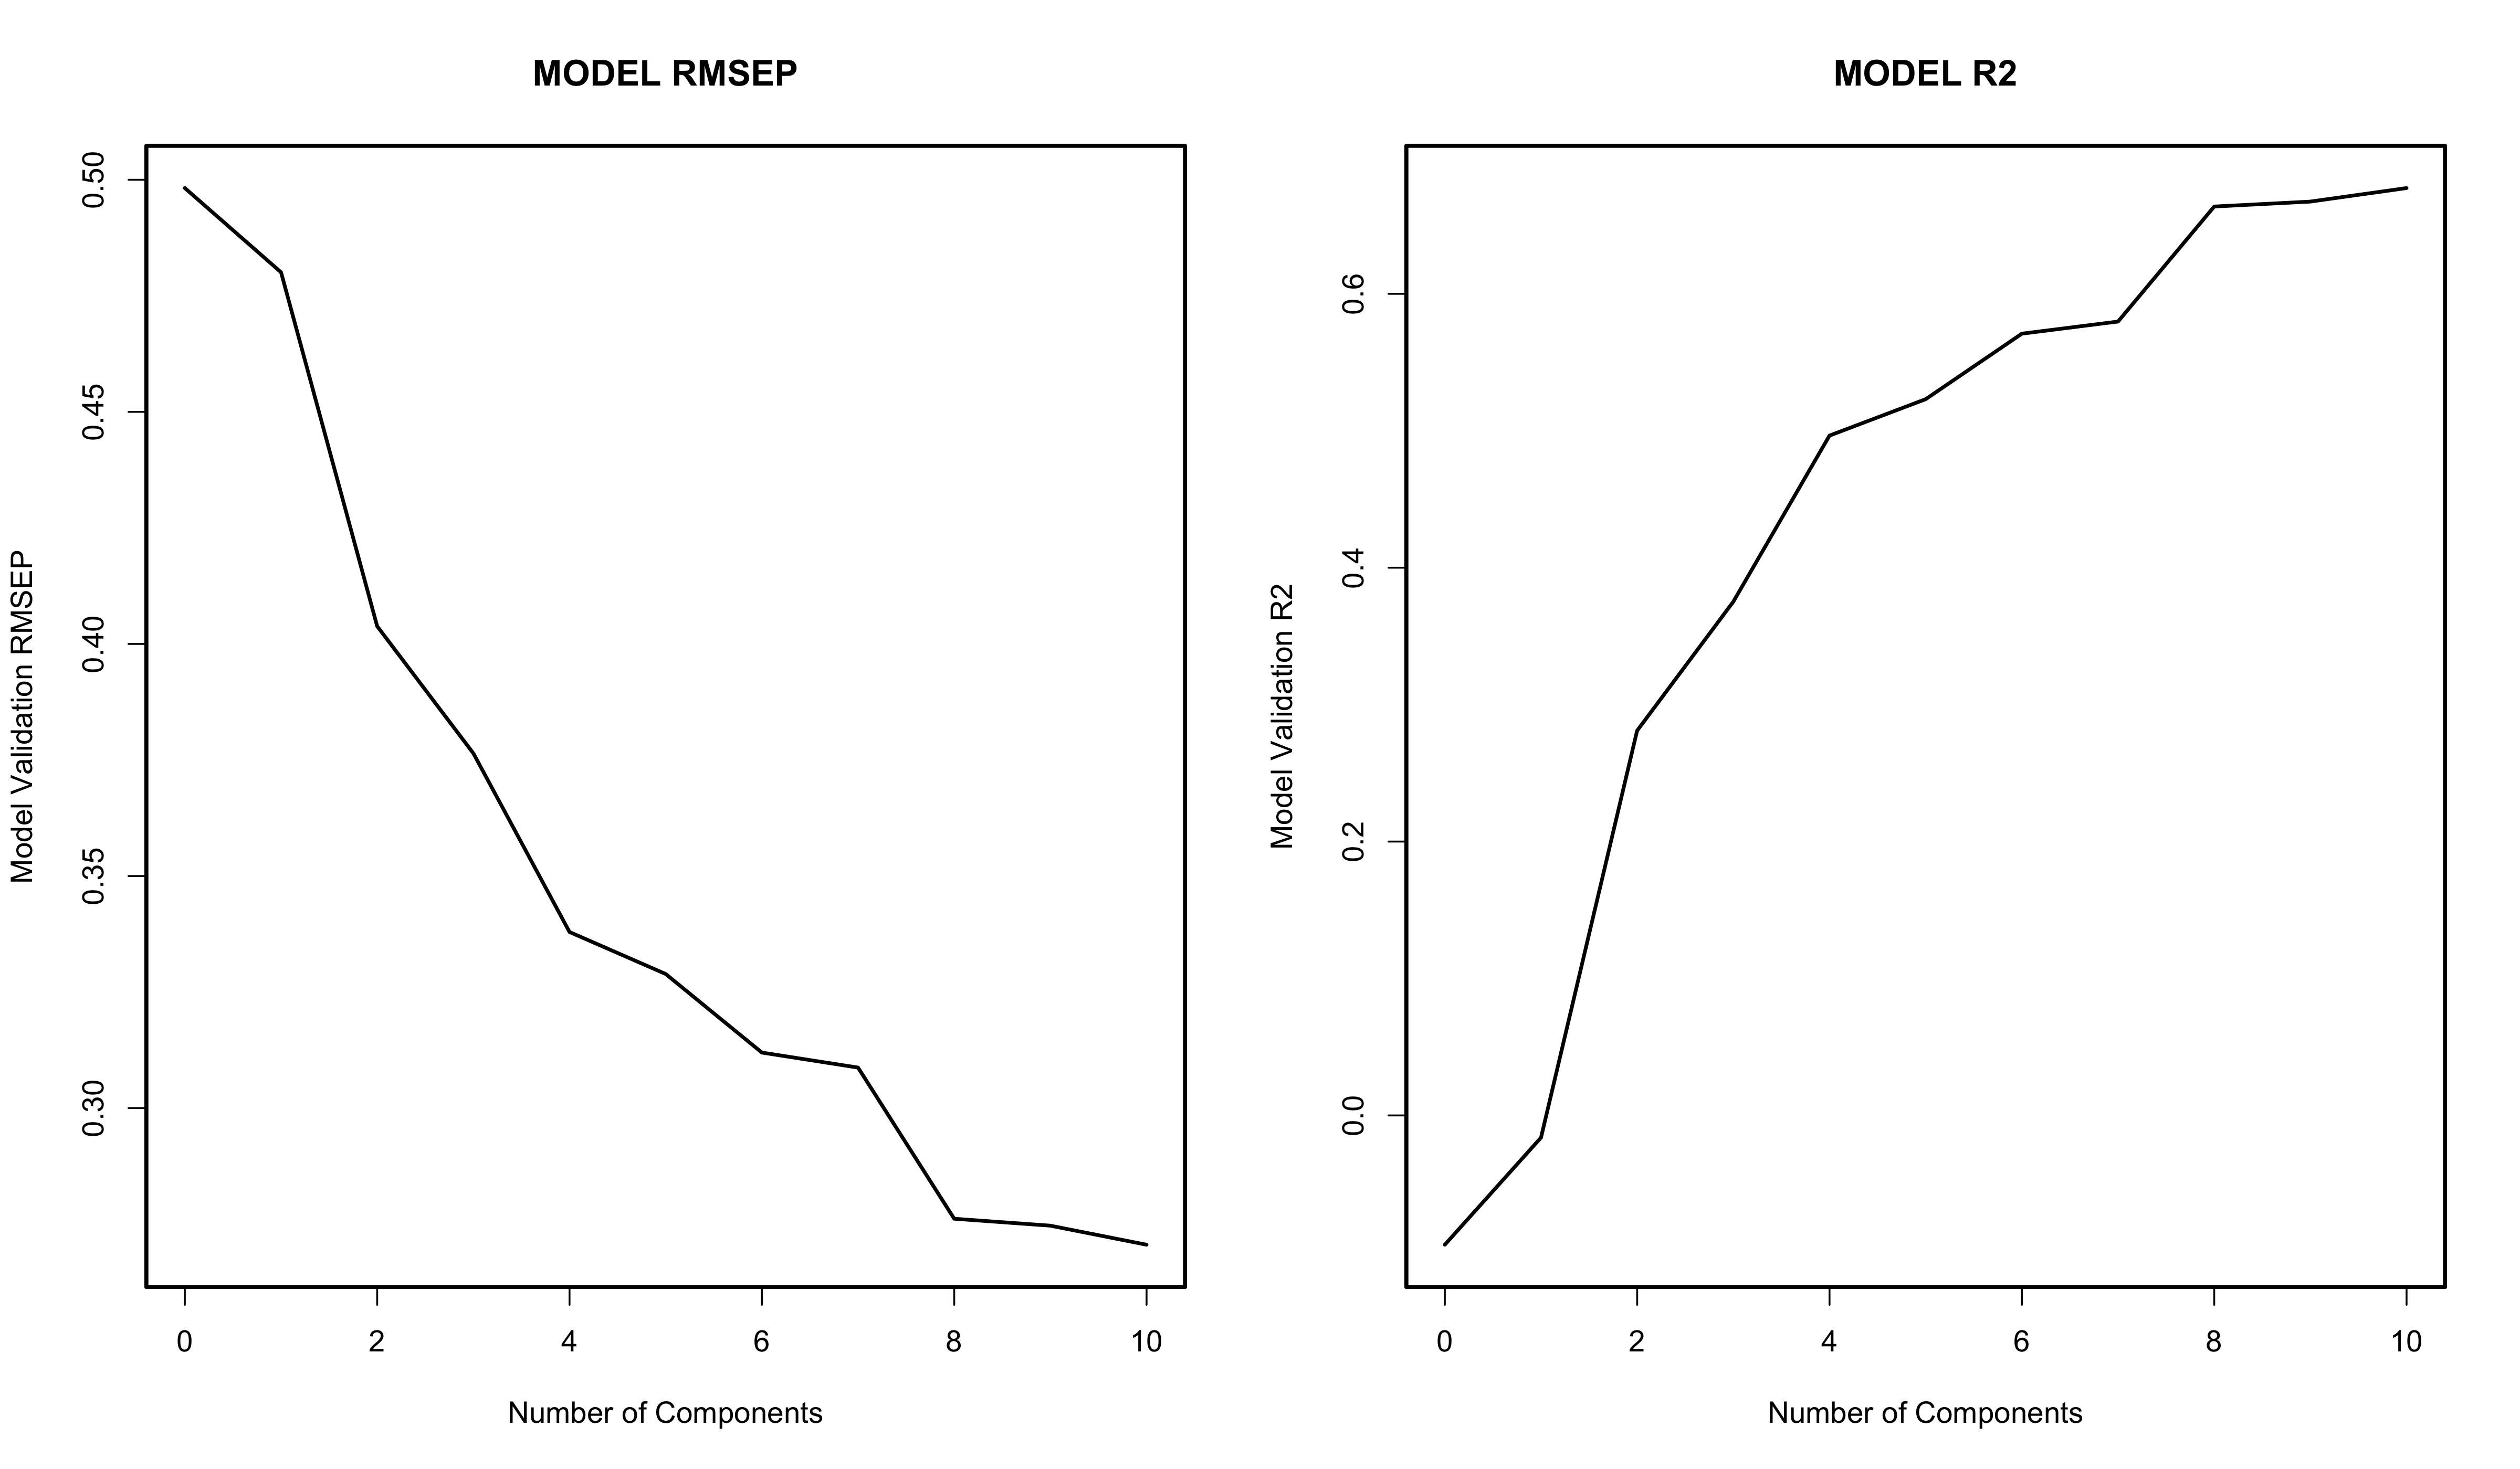 MODEL RMSEP
Model Validation RMSEP
0.50
0.45
0.40
0.35
0.30
0 2 4 6 8 10
Number of Components
MODEL R2
Model Validation R2
0.6
0.4
0.2
0.0
0 2 4 6 8 10
Number of Components